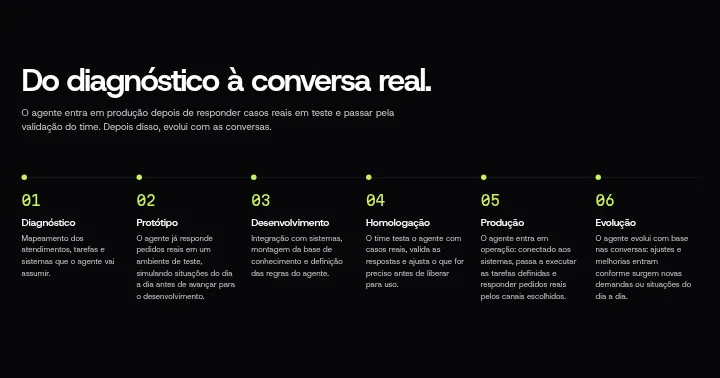 Do diagnóstico à conversa real.
O agente entra em produção depois de responder casos reais em teste e passar pela
validação do time. Depois disso, evolui com as conversas.
01
Diagnóstico
Mapeamento dos
atendimentos, tarefas e
sistemas que o agente vai
assumir.
02
Protótipo
O agente já responde
pedidos reais em um
ambiente de teste,
simulando situações do dia
a dia antes de avançar para
o desenvolvimento.
03
Desenvolvimento
Integração com sistemas,
montagem da base de
conhecimento e definição
das regras do agente.
04
Homologação
O time testa o agente com
casos reais, valida as
respostas e ajusta o que for
preciso antes de liberar
para uso.
05
Produção
O agente entra em
operação: conectado aos
sistemas, passa a executar
as tarefas definidas e
responder pedidos reais
pelos canais escolhidos.
06
Evolução
O agente evolui com base
nas conversas: ajustes e
melhorias entram
conforme surgem novas
demandas ou situações do
dia a dia.